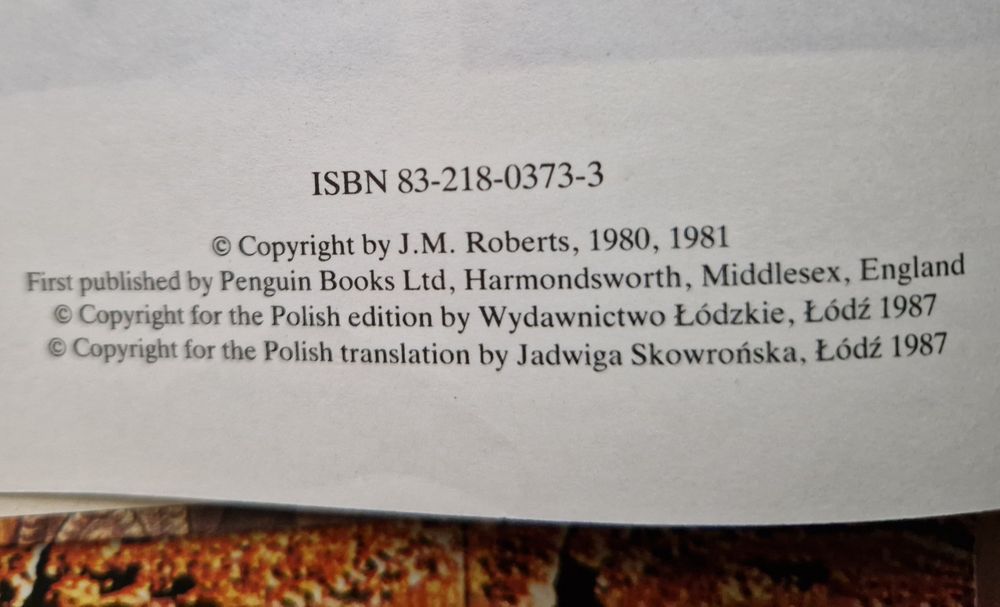 ISBN 83-218-0373-3
© Copyright by J.M. Roberts, 1980, 1981
First published by Penguin Books Ltd, Harmondsworth, Middlesex, England
© Copyright for the Polish edition by Wydawnictwo Łódzkie, Łódź 1987
© Copyright for the Polish translation by Jadwiga Skowrońska, Łódź 1987